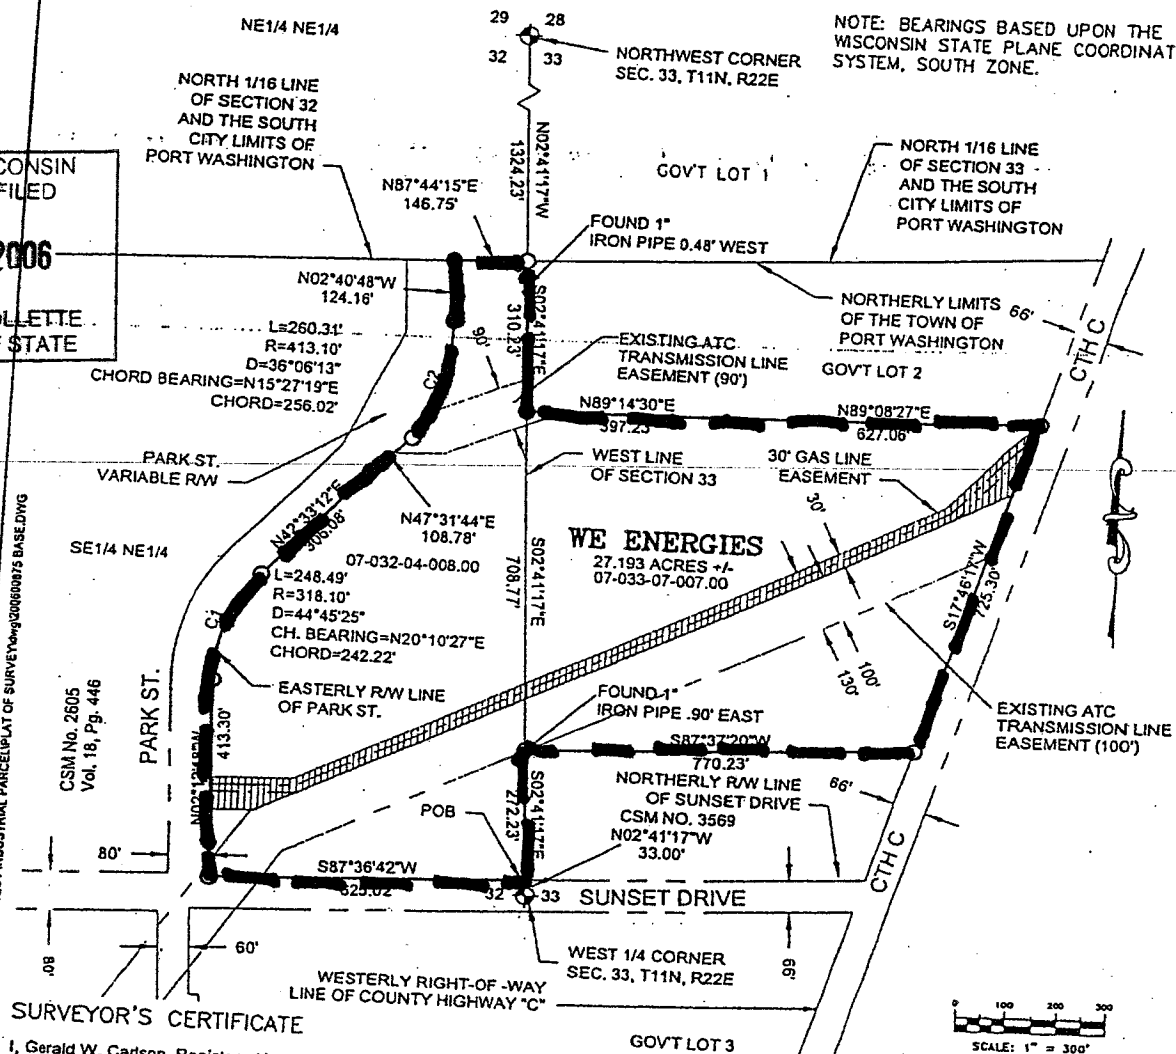 NE1/4 NE1/4
29 28
32 33
NORTHWEST CORNER
SEC. 33, T11N, R22E
NOTE: BEARINGS BASED UPON THE
WISCONSIN STATE PLANE COORDINAT
SYSTEM, SOUTH ZONE.
NORTH 1/16 LINE
OF SECTION 32
AND THE SOUTH
CITY LIMITS OF
PORT WASHINGTON
N02°41'17"W
1324.23'
GOV'T LOT 1
NORTH 1/16 LINE
OF SECTION 33
AND THE SOUTH
CITY LIMITS OF
PORT WASHINGTON
CONSIN
FILED
2006
OLLETTE
STATE
N87°44'15"E
146.75'
FOUND 1"
IRON PIPE 0.48' WEST
N02°40'48"W
124.16'
S02°41'17"E
310.23'
NORTHERLY LIMITS
OF THE TOWN OF
PORT WASHINGTON
66'
CTH C
L=260.31'
R=413.10'
D=36°06'13"
CHORD BEARING=N15°27'19"E
CHORD=256.02'
90'
C2
EXISTING ATC
TRANSMISSION LINE
EASEMENT (90')
GOV'T LOT 2
N89°14'30"E
397.23'
N89°08'27"E
627.06'
PARK ST.
VARIABLE R/W
WEST LINE
OF SECTION 33
30' GAS LINE
EASEMENT
30'
N42°33'12"E
306.08'
N47°31'44"E
108.78'
SE1/4 NE1/4
07-032-04-008.00
WE ENERGIES
27.193 ACRES +/-
07-033-07-007.00
S02°41'17"E
708.77'
S17°46'17"W
725.30'
L=248.49'
R=318.10'
D=44°45'25"
CH. BEARING=N20°10'27"E
CHORD=242.22'
C1
EASTERLY R/W LINE
OF PARK ST.
PARK ST.
CSM No. 2605
Vol. 18, Pg. 446
INDUSTRIAL PARCEL\PLAT OF SURVEY\dwg\200600875 BASE.DWG
413.30'
100'
130'
FOUND 1"
IRON PIPE .90' EAST
EXISTING ATC
TRANSMISSION LINE
EASEMENT (100')
S87°37'20"W
770.23'
S02°41'17"E
272.23'
POB
NORTHERLY R/W LINE
OF SUNSET DRIVE
CSM NO. 3569
N02°41'17"W
33.00'
66'
CTH C
80'
S87°36'42"W
625.02'
32 33
SUNSET DRIVE
60'
80'
WEST 1/4 CORNER
SEC. 33, T11N, R22E
66'
WESTERLY RIGHT-OF-WAY
LINE OF COUNTY HIGHWAY "C"
SURVEYOR'S CERTIFICATE
GOV'T LOT 3
0 100 200 300
SCALE: 1" = 300'
I, Gerald W. Carlson